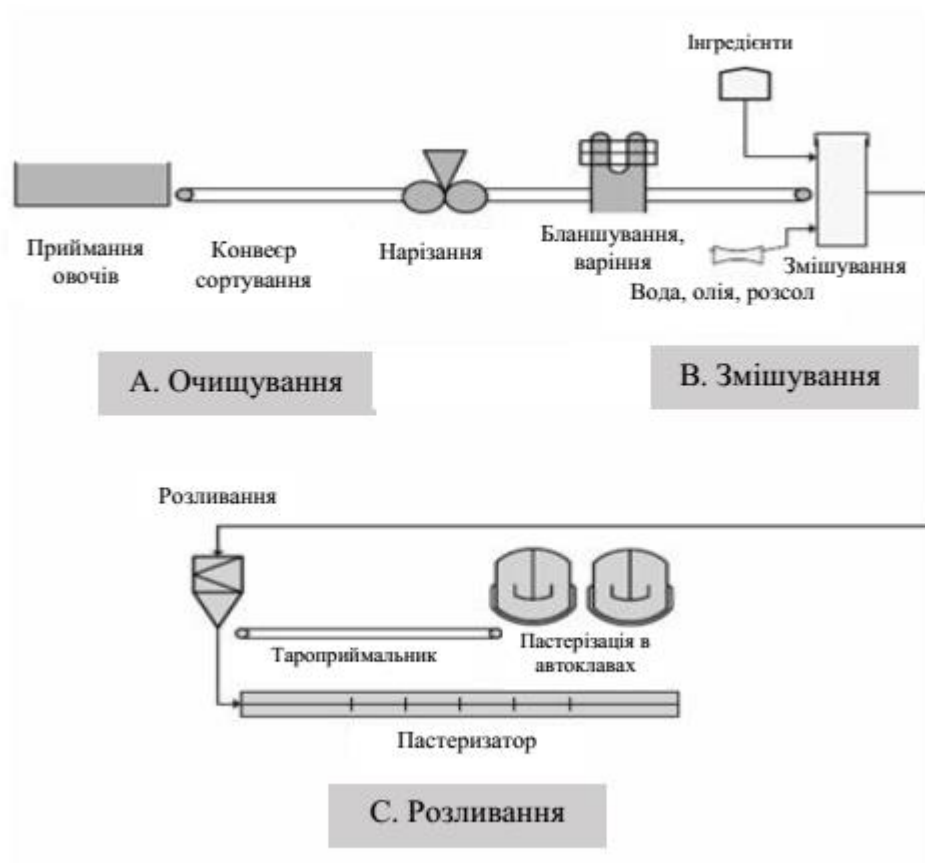 Інгредієнти
Приймання
овочів
Конвеєр
сортування
Нарізання
Бланшування,
варіння
Змішування
Вода, олія, розсол
А. Очищування
В. Змішування
Розливання
Тароприймальник
Пастерізація в
автоклавах
Пастеризатор
С. Розливання